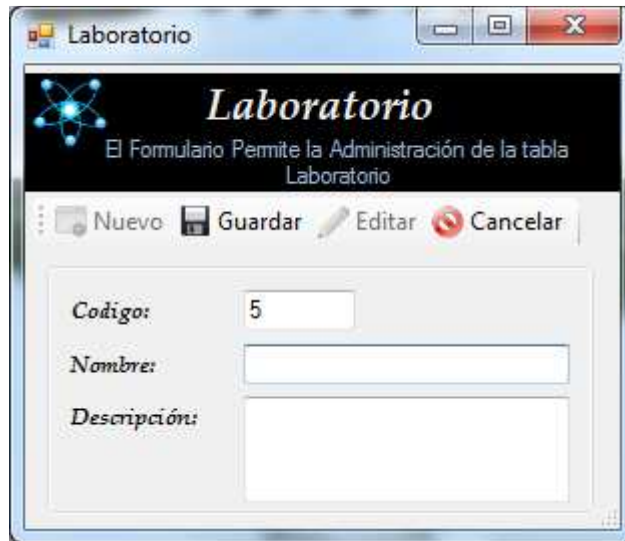 Laboratorio
Laboratorio
El Formulario Permite la Administración de la tabla
Laboratorio
Nuevo Guardar Editar Cancelar
Codigo: 5
Nombre:
Descripción: